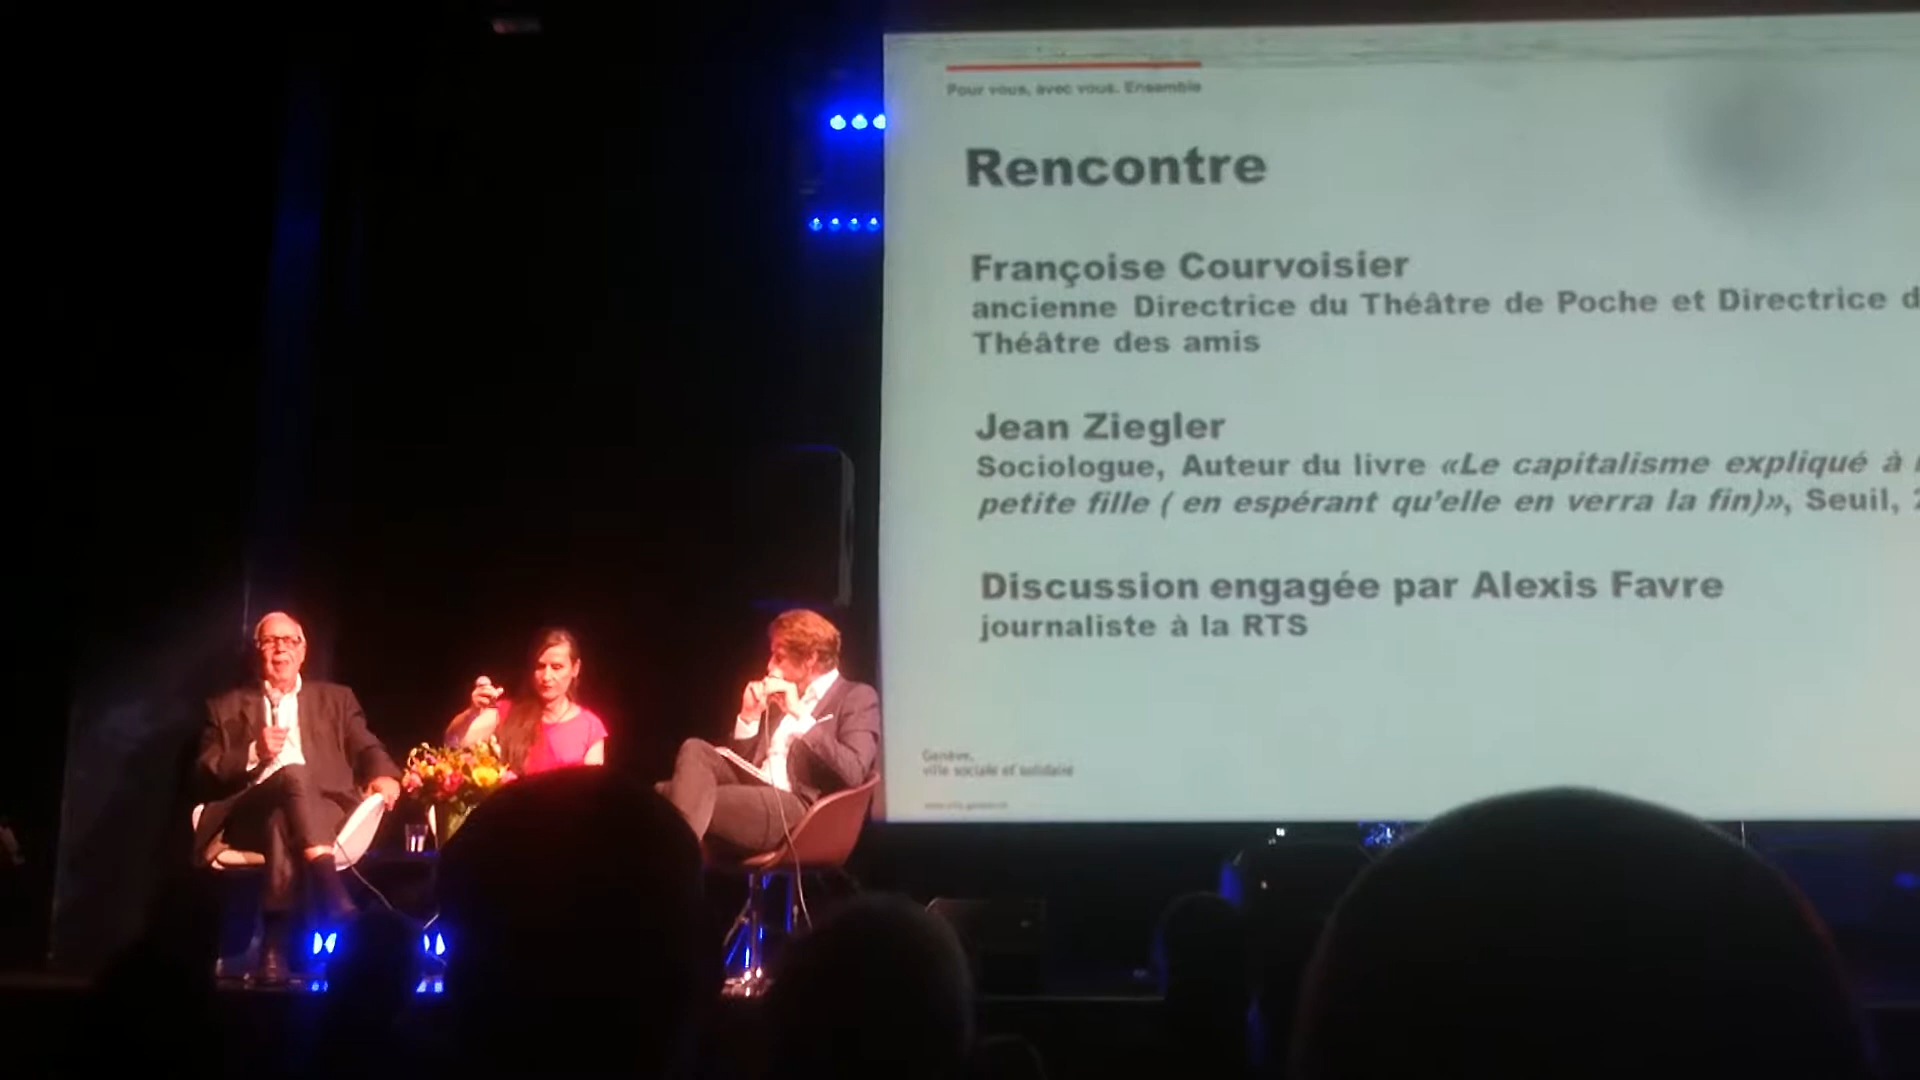 Pour vous, avec vous. Ensemble
Rencontre
Françoise Courvoisier
ancienne Directrice du Théâtre de Poche et Directrice d
Théâtre des amis
Jean Ziegler
Sociologue, Auteur du livre «Le capitalisme expliqué à
petite fille ( en espérant qu'elle en verra la fin)», Seuil,
Discussion engagée par Alexis Favre
journaliste à la RTS
Genève,
ville sociale et solidaire